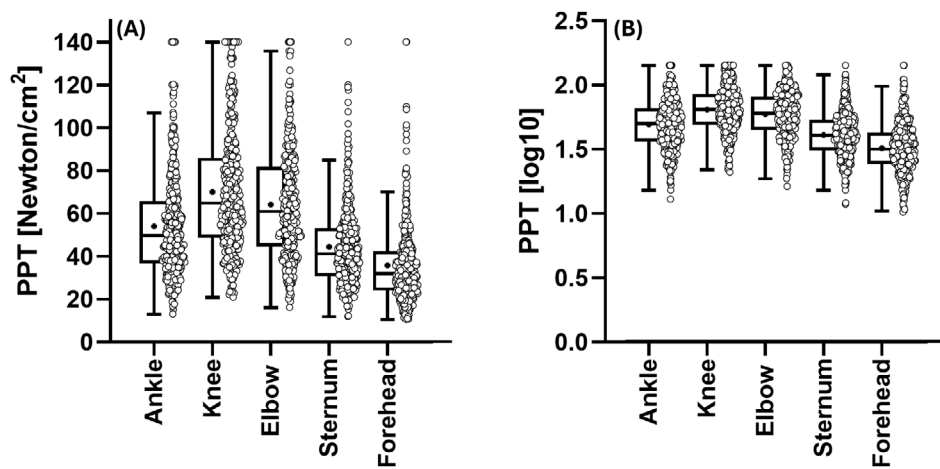 (A)
PPT [Newton/cm²]
140
120
100
80
60
40
20
0
Ankle
Knee
Elbow
Sternum
Forehead
(B)
PPT [log10]
2.5
2.0
1.5
1.0
0.5
0.0
Ankle
Knee
Elbow
Sternum
Forehead